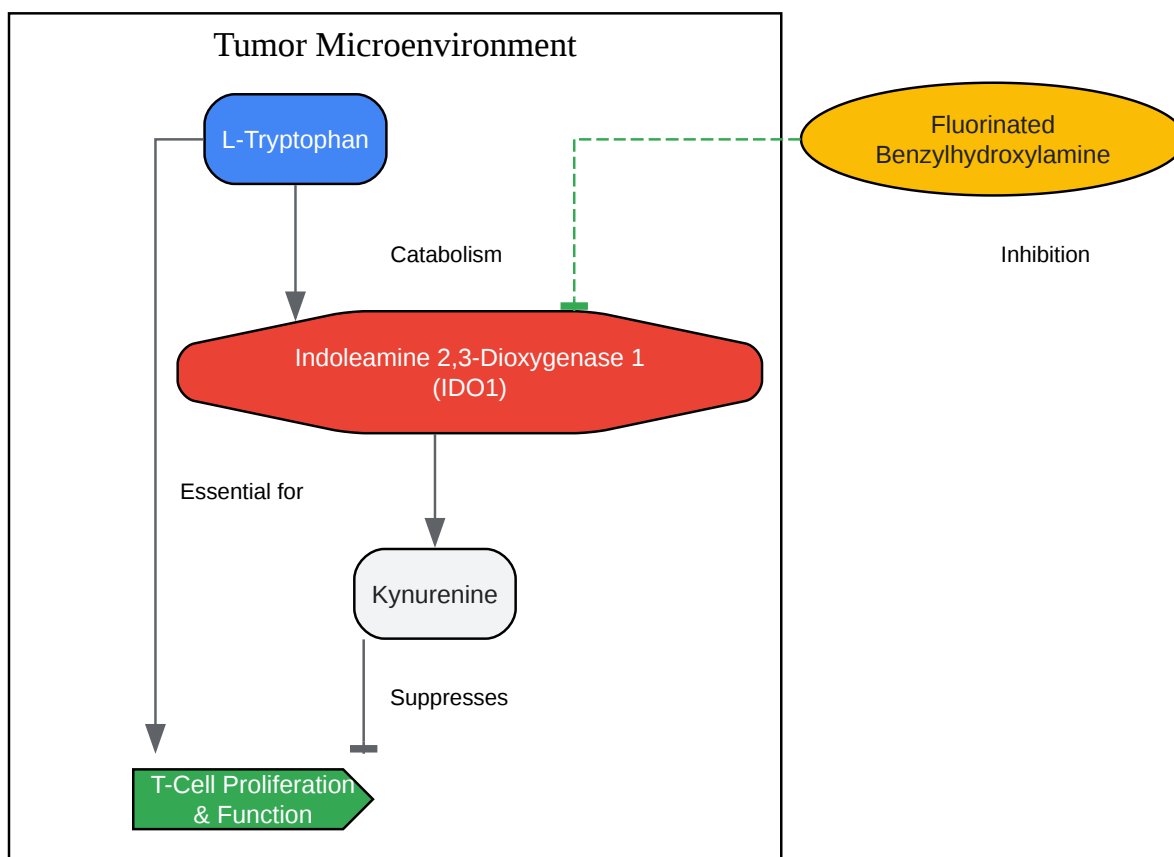 Tumor Microenvironment
L-Tryptophan
Fluorinated
Benzylhydroxylamine
Catabolism
Inhibition
Indoleamine 2,3-Dioxygenase 1
(IDO1)
Essential for
Kynurenine
Suppresses
T-Cell Proliferation
& Function